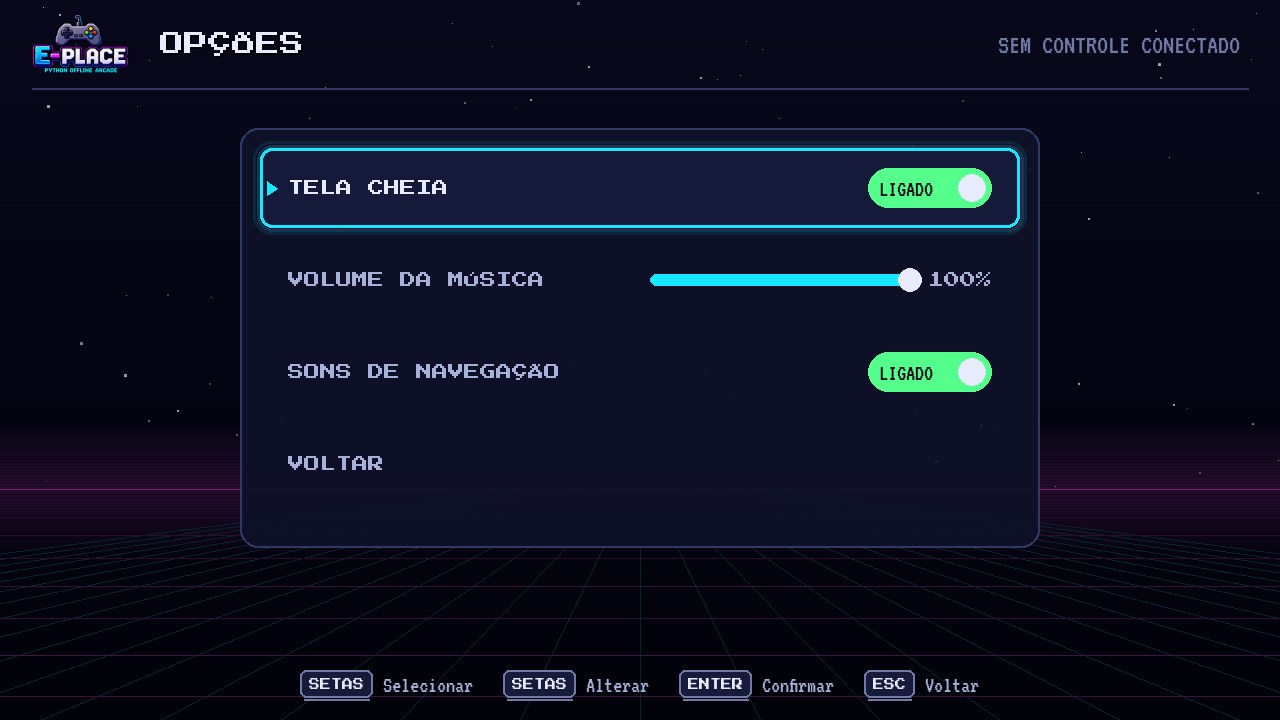 E-PLACE
PYTHON OFFLINE ARCADE
OPÇÕES
SEM CONTROLE CONECTADO
TELA CHEIA
LIGADO
VOLUME DA MÚSICA
100%
SONS DE NAVEGAÇÃO
LIGADO
VOLTAR
SETAS Selecionar SETAS Alterar ENTER Confirmar ESC Voltar